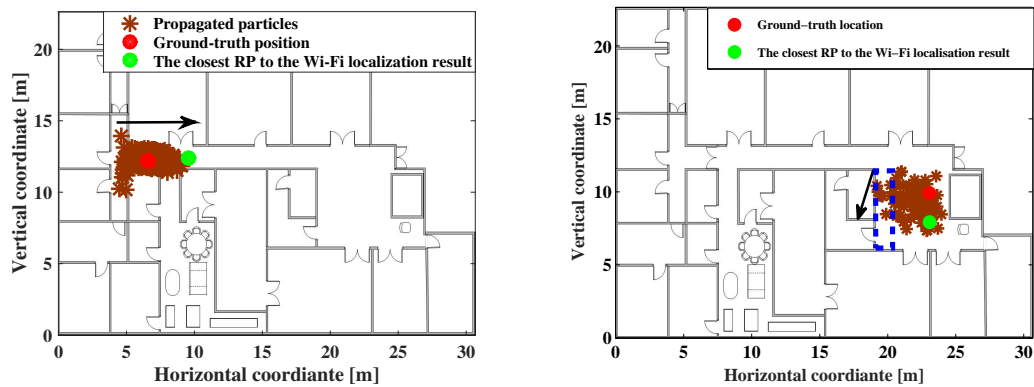 Propagated particles
Ground-truth position
The closest RP to the Wi-Fi localization result
20
15
10
5
0
Vertical coordinate [m]
0 5 10 15 20 25 30
Horizontal coordiante [m]
Ground-truth location
The closest RP to the Wi-Fi localisation result
20
15
10
5
0
Vertical coordinate [m]
0 5 10 15 20 25 30
Horizontal coordiante [m]